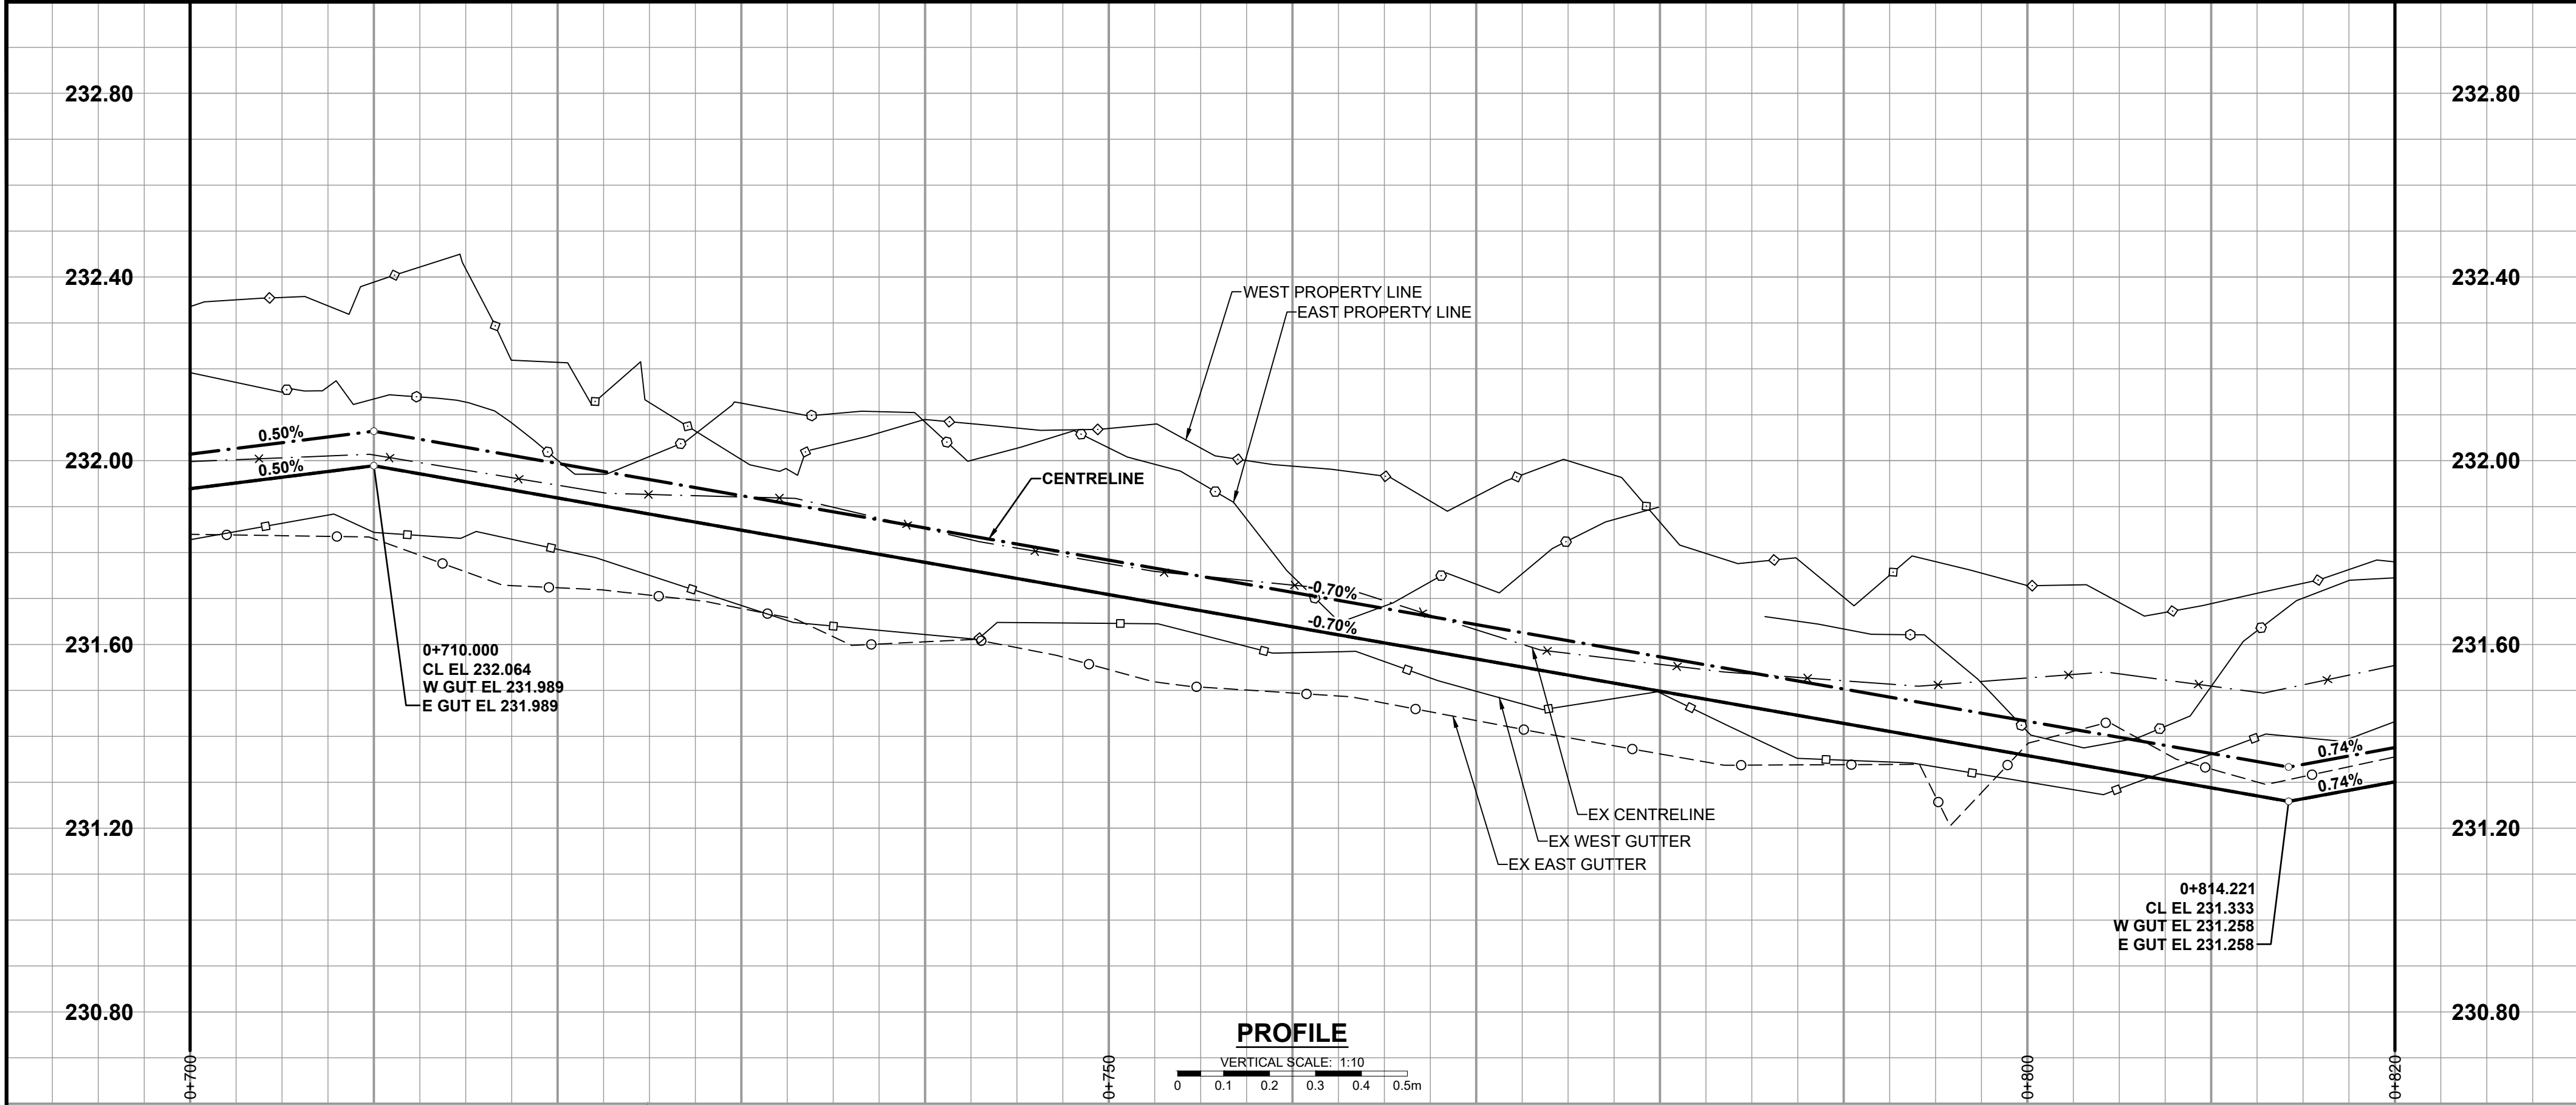 232.80
232.80
232.40
232.40
WEST PROPERTY LINE
EAST PROPERTY LINE
0.50%
232.00
232.00
0.50%
CENTRELINE
-0.70%
-0.70%
231.60
231.60
0+710.000
CL EL 232.064
W GUT EL 231.989
E GUT EL 231.989
0.74%
0.74%
EX CENTRELINE
EX WEST GUTTER
EX EAST GUTTER
231.20
231.20
0+814.221
CL EL 231.333
W GUT EL 231.258
E GUT EL 231.258
230.80
230.80
PROFILE
VERTICAL SCALE: 1:10
0 0.1 0.2 0.3 0.4 0.5m
0+700
0+750
0+800
0+820